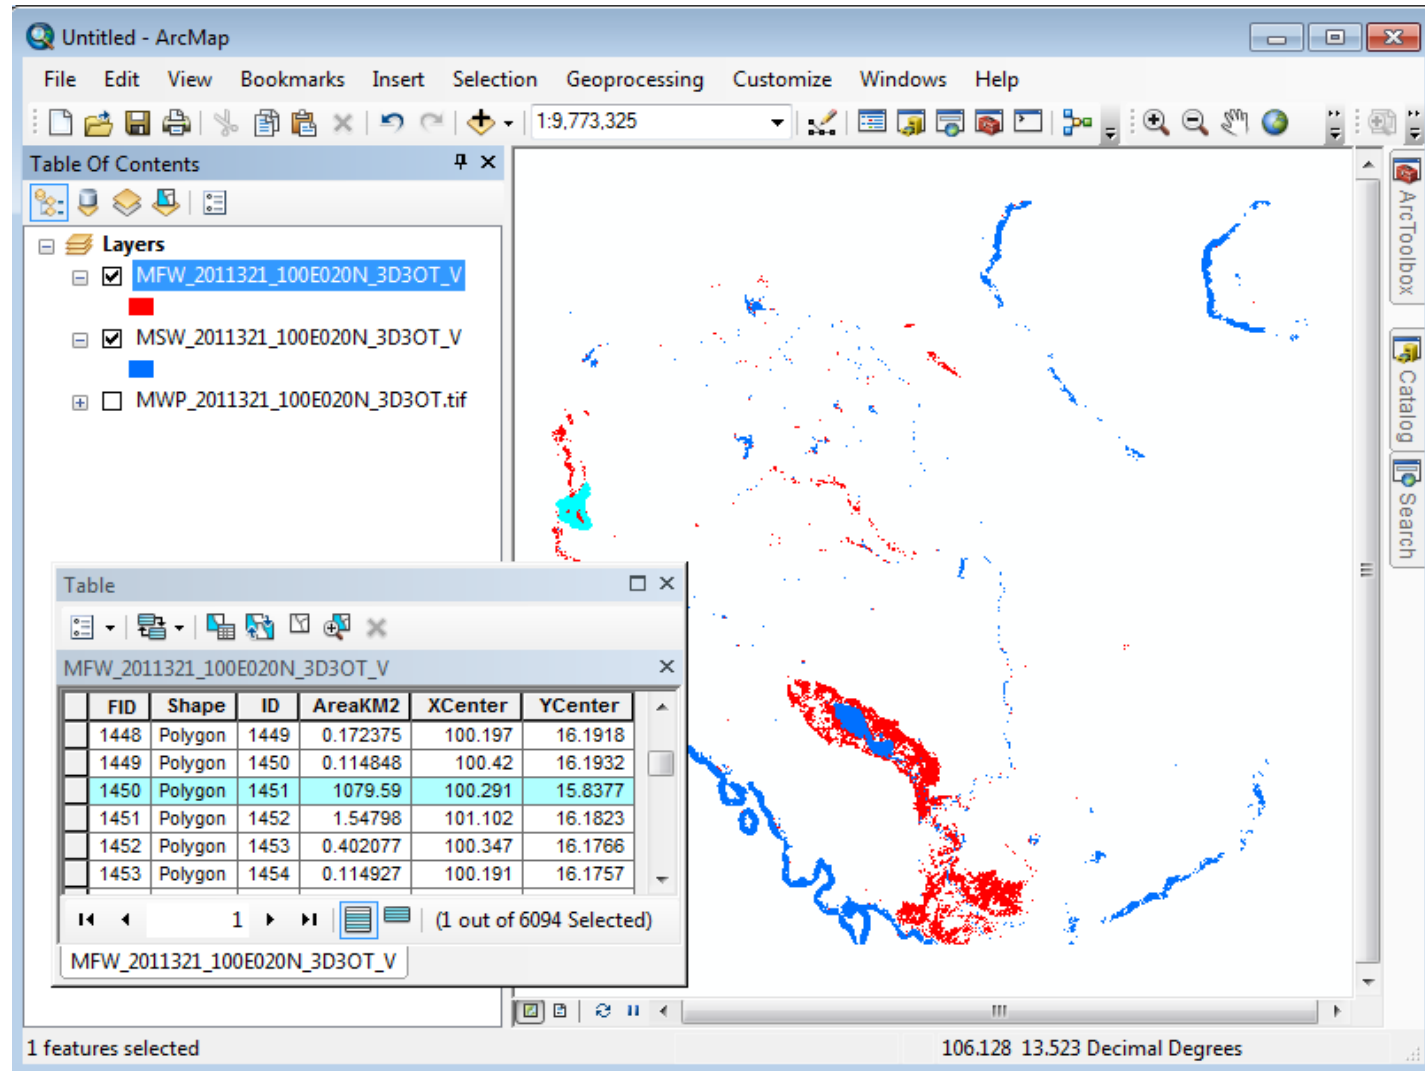 Untitled - ArcMap
File Edit View Bookmarks Insert Selection Geoprocessing Customize Windows Help
1:9,773,325
Table Of Contents
Layers
MFW_2011321_100E020N_3D3OT_V
MSW_2011321_100E020N_3D3OT_V
MWP_2011321_100E020N_3D3OT.tif
ArcToolbox
Catalog
Search
Table
MFW_2011321_100E020N_3D3OT_V
FID Shape ID AreaKM2 XCenter YCenter
1448 Polygon 1449 0.172375 100.197 16.1918
1449 Polygon 1450 0.114848 100.42 16.1932
1450 Polygon 1451 1079.59 100.291 15.8377
1451 Polygon 1452 1.54798 101.102 16.1823
1452 Polygon 1453 0.402077 100.347 16.1766
1453 Polygon 1454 0.114927 100.191 16.1757
1 (1 out of 6094 Selected)
MFW_2011321_100E020N_3D3OT_V
1 features selected 106.128 13.523 Decimal Degrees